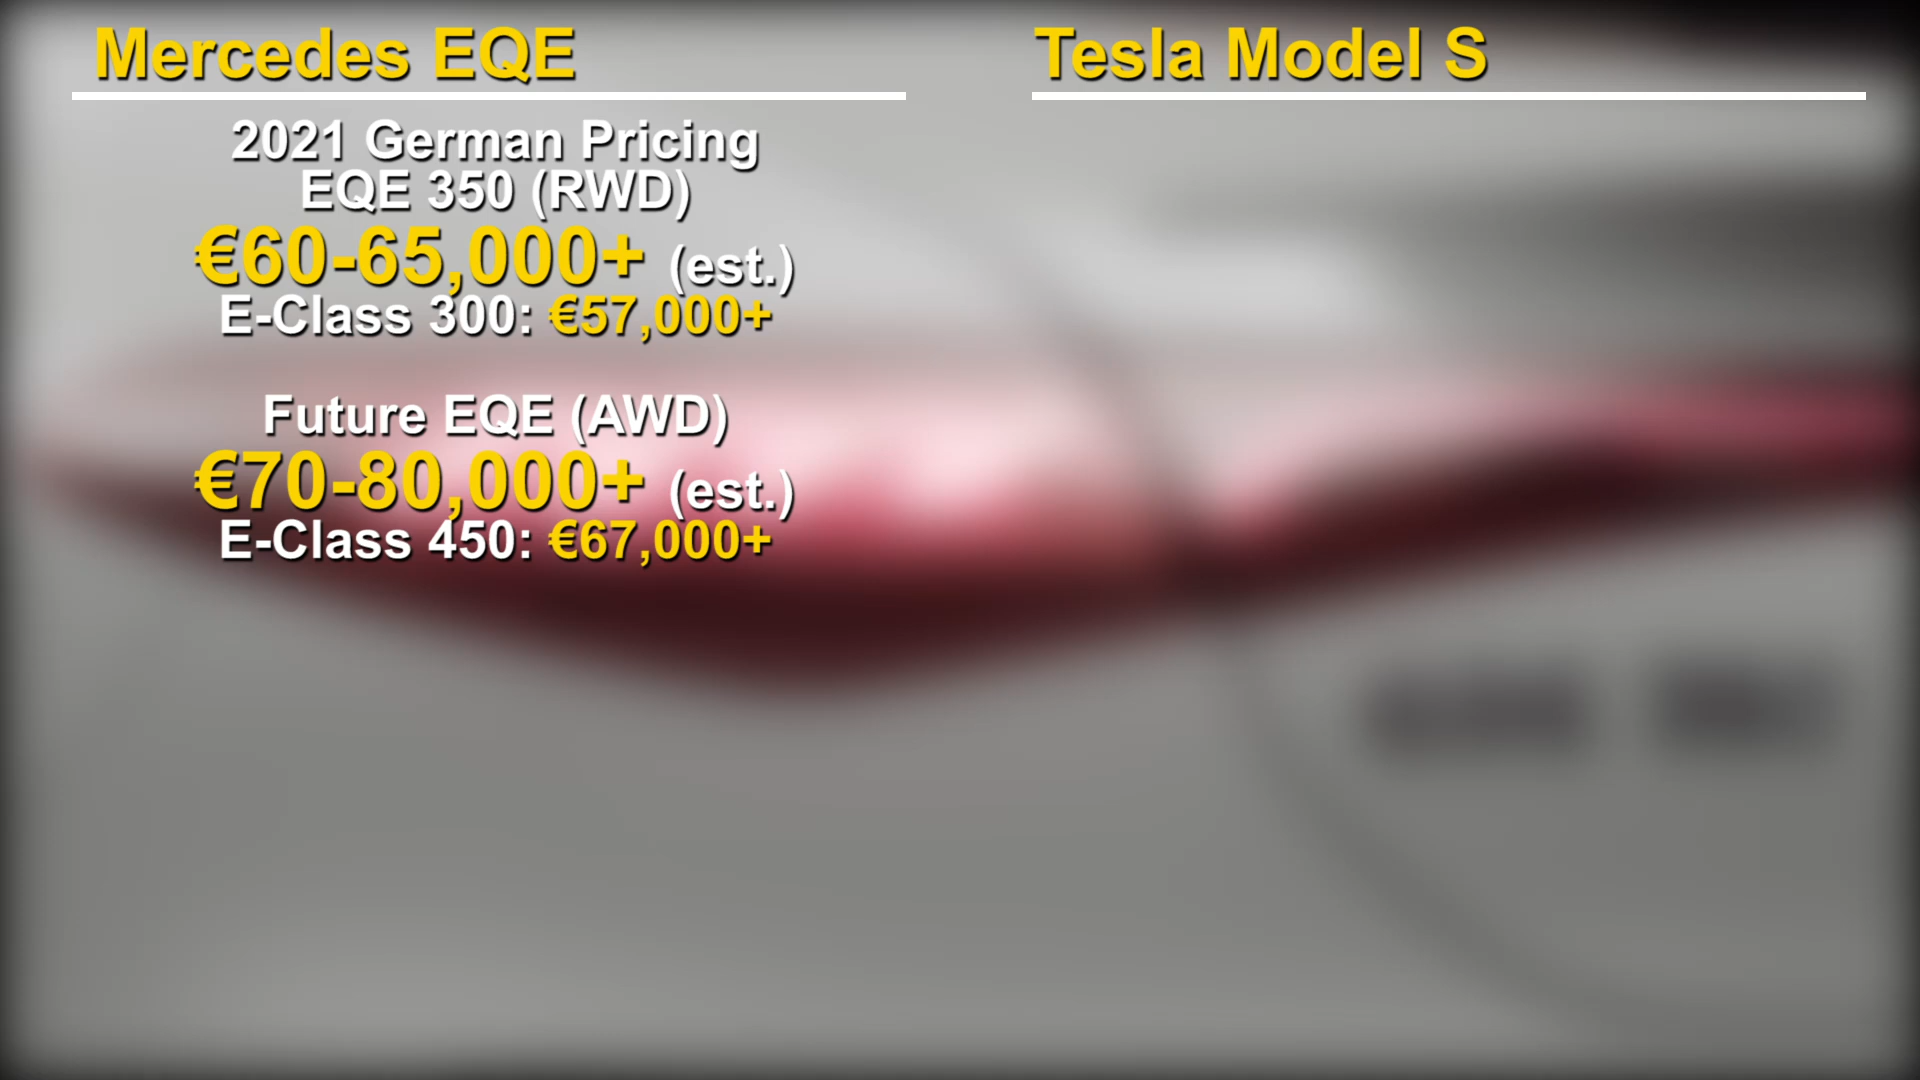 Mercedes EQE
2021 German Pricing
EQE 350 (RWD)
€60-65,000+ (est.)
E-Class 300: €57,000+
Future EQE (AWD)
€70-80,000+ (est.)
E-Class 450: €67,000+
Tesla Model S